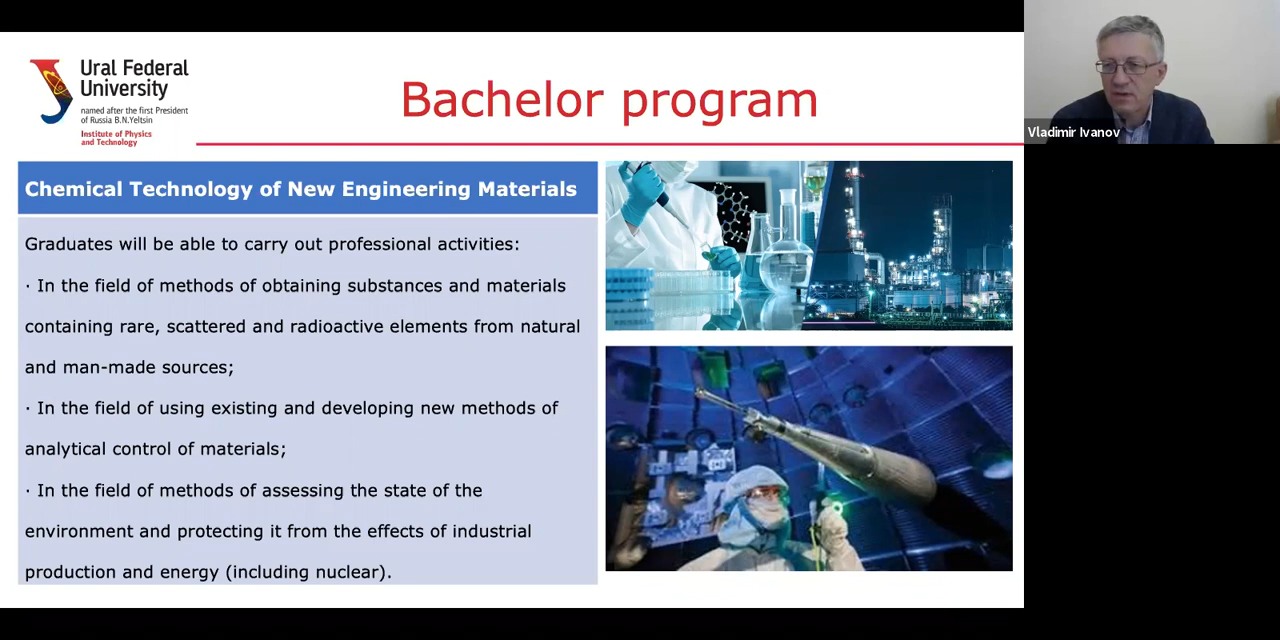 Ural Federal
University
named after the first President
of Russia B.N.Yeltsin
Institute of Physics
and Technology
Bachelor program
Vladimir Ivanov
Chemical Technology of New Engineering Materials
Graduates will be able to carry out professional activities:
· In the field of methods of obtaining substances and materials
containing rare, scattered and radioactive elements from natural
and man-made sources;
· In the field of using existing and developing new methods of
analytical control of materials;
· In the field of methods of assessing the state of the
environment and protecting it from the effects of industrial
production and energy (including nuclear).